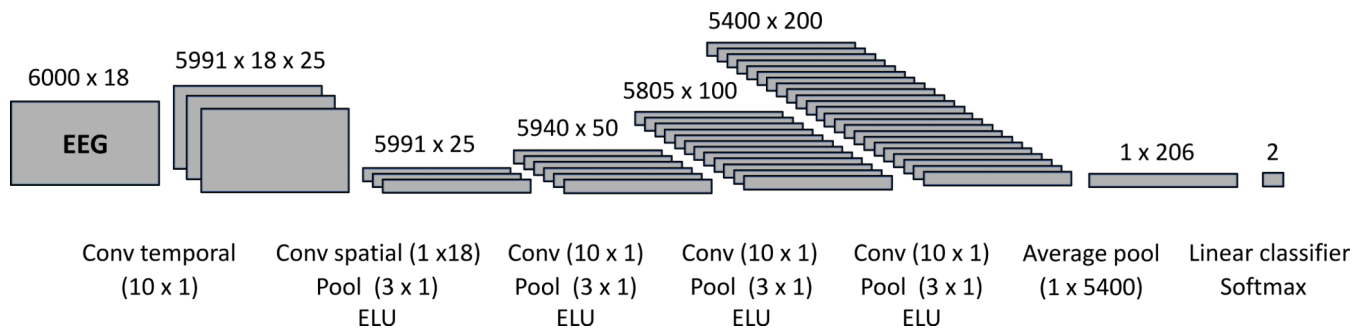 5400 x 200
6000 x 18
5991 x 18 x 25
5805 x 100
5991 x 25
5940 x 50
1 x 206
2
EEG
Conv temporal
(10 x 1)
Conv spatial (1 x18)
Pool (3 x 1)
ELU
Conv (10 x 1)
Pool (3 x 1)
ELU
Conv (10 x 1)
Pool (3 x 1)
ELU
Conv (10 x 1)
Pool (3 x 1)
ELU
Average pool
(1 x 5400)
Linear classifier
Softmax